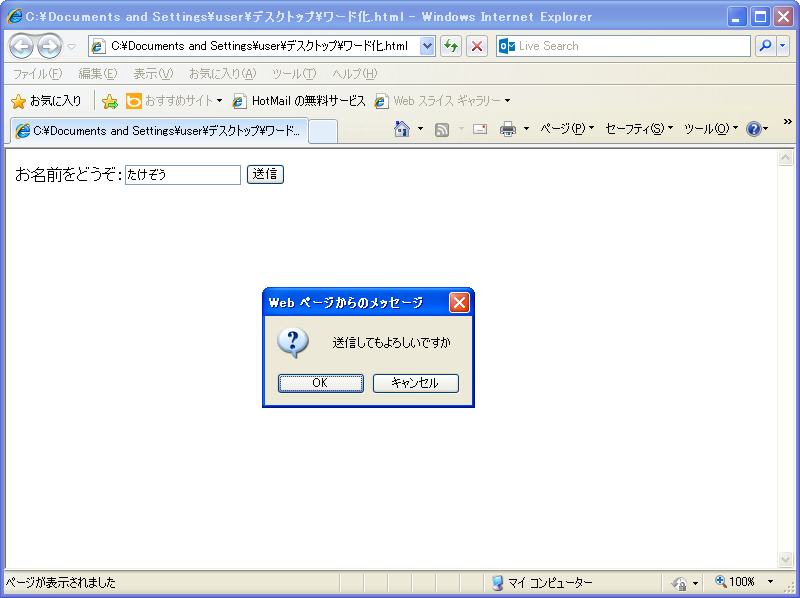 C:¥Documents and Settings¥user¥デスクトップ¥ワード化.html - Windows Internet Explorer
C:¥Documents and Settings¥user¥デスクトップ¥ワード化.html
Live Search
ファイル(F) 編集(E) 表示(V) お気に入り(A) ツール(T) ヘルプ(H)
お気に入り おすすめサイト HotMail の無料サービス Web スライス ギャラリー
C:¥Documents and Settings¥user¥デスクトップ¥ワード...
ページ(P) セーフティ(S) ツール(O) »
お名前をどうぞ: たけぞう 送信
Web ページからのメッセージ
送信してもよろしいですか
OK キャンセル
ページが表示されました マイ コンピューター 100%